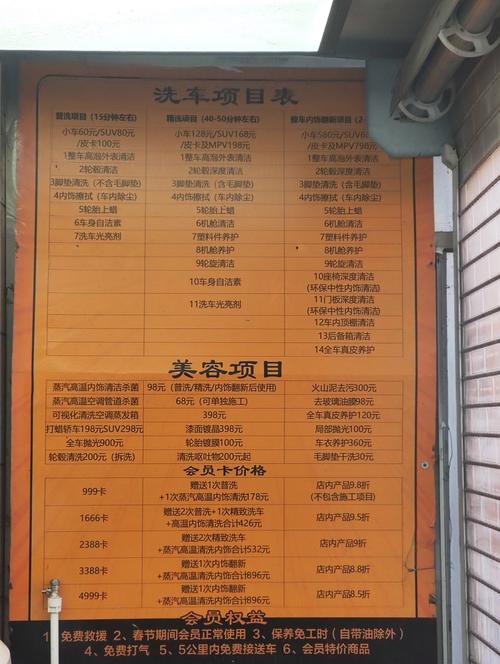 洗车项目表
普洗项目（15分钟左右） 精洗项目（40-50分钟左右） 整车内饰翻新项目（2-
小车60元/SUV80元 小车128元/SUV168元 小车580元/SUV6
/皮卡100元 /皮卡及MPV198元 /皮卡及MPV798元
1整车高泡外表清洁 1整车高泡外表清洁 1整车高泡外表清洁
2轮毂清洁 2轮毂深度清洁 2轮毂深度清洁
3脚垫清洗（不含毛脚垫） 3脚垫清洗（含毛脚垫） 3脚垫清洗（含毛脚垫）
4内饰擦拭（车内除尘） 4内饰擦拭（车内除尘） 4内饰擦拭（车内除尘）
5轮胎上蜡 5轮胎上蜡 5轮胎上蜡
6车身自洁素 6机舱清洁 6机舱清洁
7洗车光亮剂 7塑料件养护 7塑料件养护
8机舱养护 8机舱养护
9轮旋清洁 9轮旋清洁
10车身自洁素 10座椅深度清洁
(环保中性内饰清洁)
11洗车光亮剂 11门板深度清洁
(环保中性内饰清洁)
12车内顶棚清洁
13后备箱清洁
14全车真皮养护
美容项目
蒸汽高温内饰清洁杀菌 98元（普洗/精洗/内饰翻新后使用） 火山泥去污300元
蒸汽高温空调管道杀菌 68元（可单独施工） 去玻璃油膜98元
可视化清洗空调蒸发箱 398元 全车真皮养护120元
打蜡轿车198元SUV298元 漆面镀晶398元 局部抛光100元
全车抛光900元 轮胎镀膜100元 车衣养护360元
轮毂清洗200元（拆洗） 清洗呕吐物200元起 毛脚垫干洗30元
会员卡价格
999卡 赠送1次普洗 店内产品9.8折
+1次蒸汽高温内饰清洗178元 (不包含施工项目)
1666卡 赠送2次普洗+1次精致洗车 店内产品9.5折
+高温内饰清洗合计426元
2388卡 赠送2次精致洗车 店内产品9折
+蒸汽高温清洗内饰合计532元
3388卡 赠送1次内饰翻新 店内产品8.8折
+蒸汽高温清洗内饰合计696元
4999卡 赠送1次内饰翻新 店内产品8.5折
+蒸汽高温清洗内饰合计696元
会员权益
1、免费救援 2、春节期间会员正常使用 3、保养免工时（自带油除外）
4、免费打气 5、5公里内免费接送车 6、会员特价商品